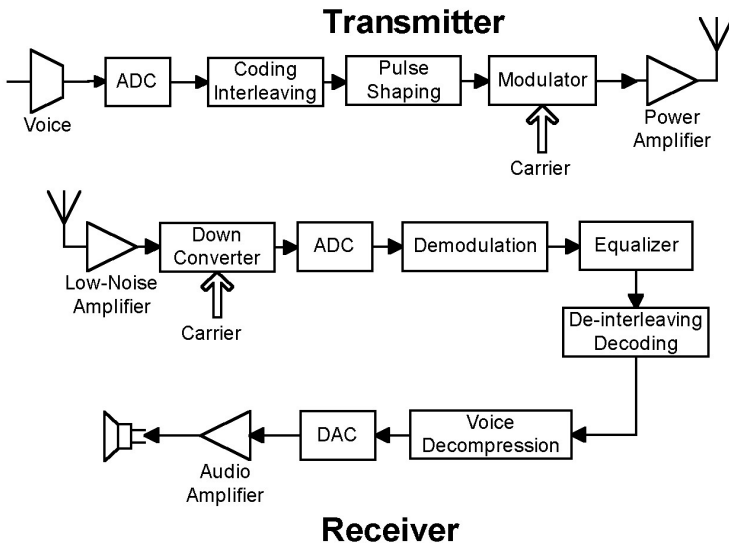 Transmitter
Voice
ADC
Coding
Interleaving
Pulse
Shaping
Modulator
Carrier
Power
Amplifier
Low-Noise
Amplifier
Down
Converter
Carrier
ADC
Demodulation
Equalizer
De-interleaving
Decoding
Voice
Decompression
DAC
Audio
Amplifier
Receiver